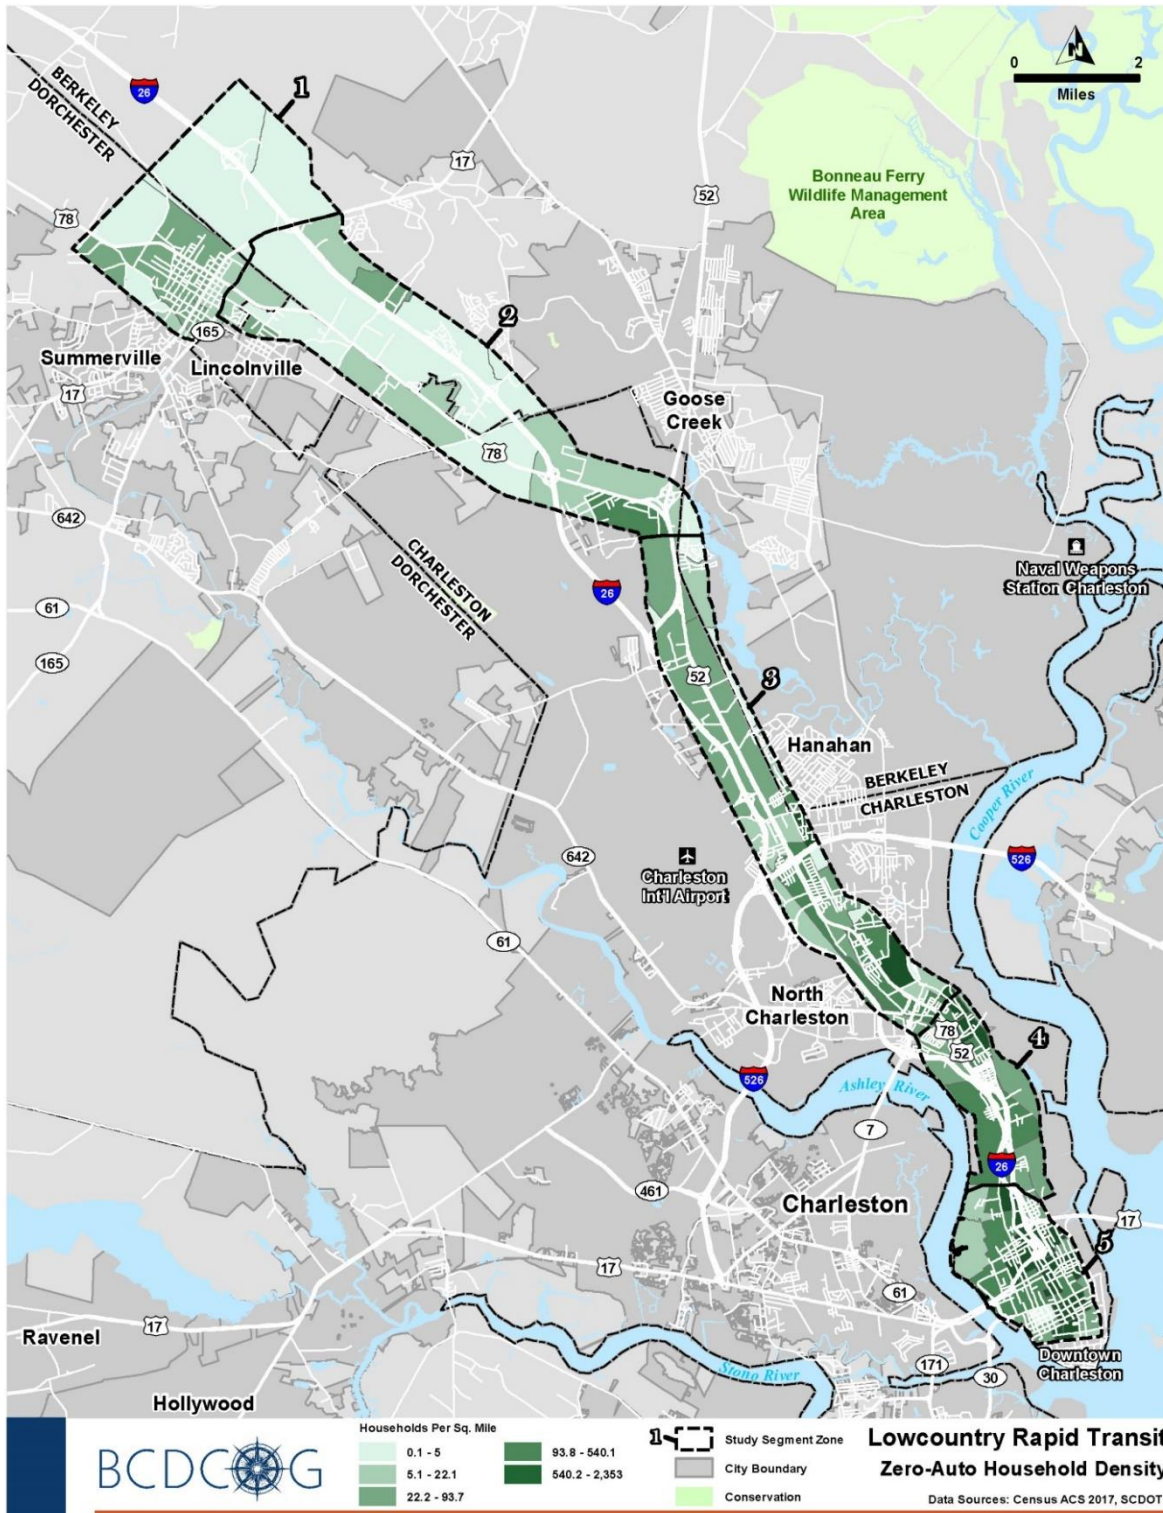 1
N
0 2
Miles
26
BERKELEY
DORCHESTER
17
52
78
Bonneau Ferry
Wildlife Management
Area
2
165
Summerville
Lincolnville
17
Goose
Creek
78
642
CHARLESTON
DORCHESTER
26
Naval Weapons
Station Charleston
61
165
52
3
Hanahan
BERKELEY
CHARLESTON
Cooper River
642
Charleston
Int'l Airport
526
61
North
Charleston
78
52
4
526
Ashley River
7
26
461
Charleston
17
5
17
61
Ravenel
17
Downtown
Charleston
171
Stono River
30
Hollywood
BCDCOG
Households Per Sq. Mile
0.1 - 5
5.1 - 22.1
22.2 - 93.7
93.8 - 540.1
540.2 - 2,353
1
Study Segment Zone
City Boundary
Conservation
Lowcountry Rapid Transit
Zero-Auto Household Density
Data Sources: Census ACS 2017, SCDOT